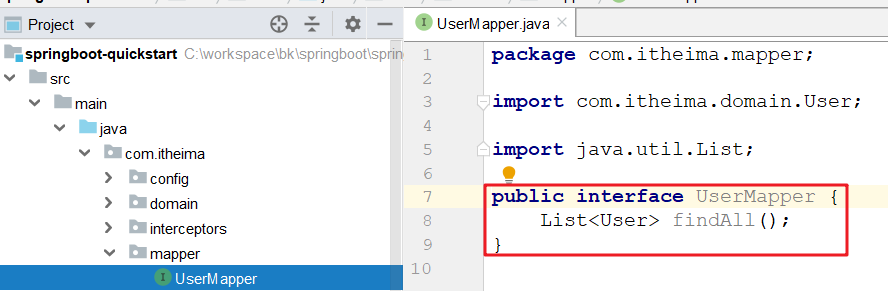 Project
springboot-quickstart C:\workspace\bk\springboot\spring
src
main
java
com.itheima
config
domain
interceptors
mapper
UserMapper
UserMapper.java
1 package com.itheima.mapper;
2
3 import com.itheima.domain.User;
4
5 import java.util.List;
6
7 public interface UserMapper {
8 List<User> findAll();
9 }
10